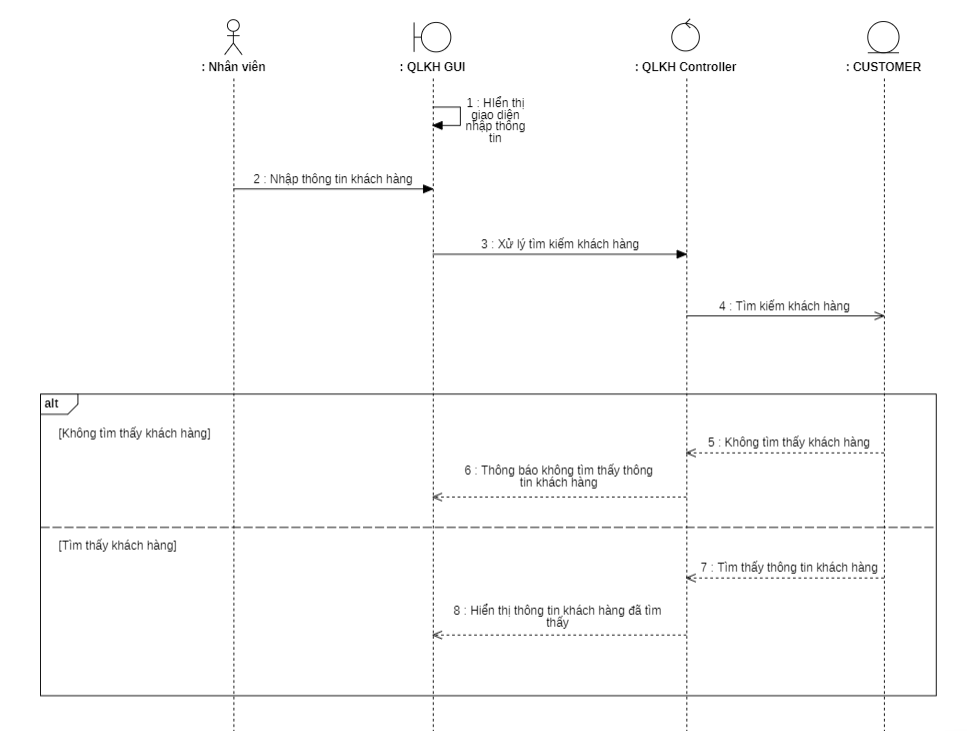 : Nhân viên
: QLKH GUI
: QLKH Controller
: CUSTOMER
1 : HIển thị
giao diện
nhập thông
tin
2 : Nhập thông tin khách hàng
3 : Xử lý tìm kiếm khách hàng
4 : Tìm kiếm khách hàng
alt
[Không tìm thấy khách hàng]
5 : Không tìm thấy khách hàng
6 : Thông báo không tìm thấy thông
tin khách hàng
[Tìm thấy khách hàng]
7 : Tìm thấy thông tin khách hàng
8 : Hiển thị thông tin khách hàng đã tìm
thấy